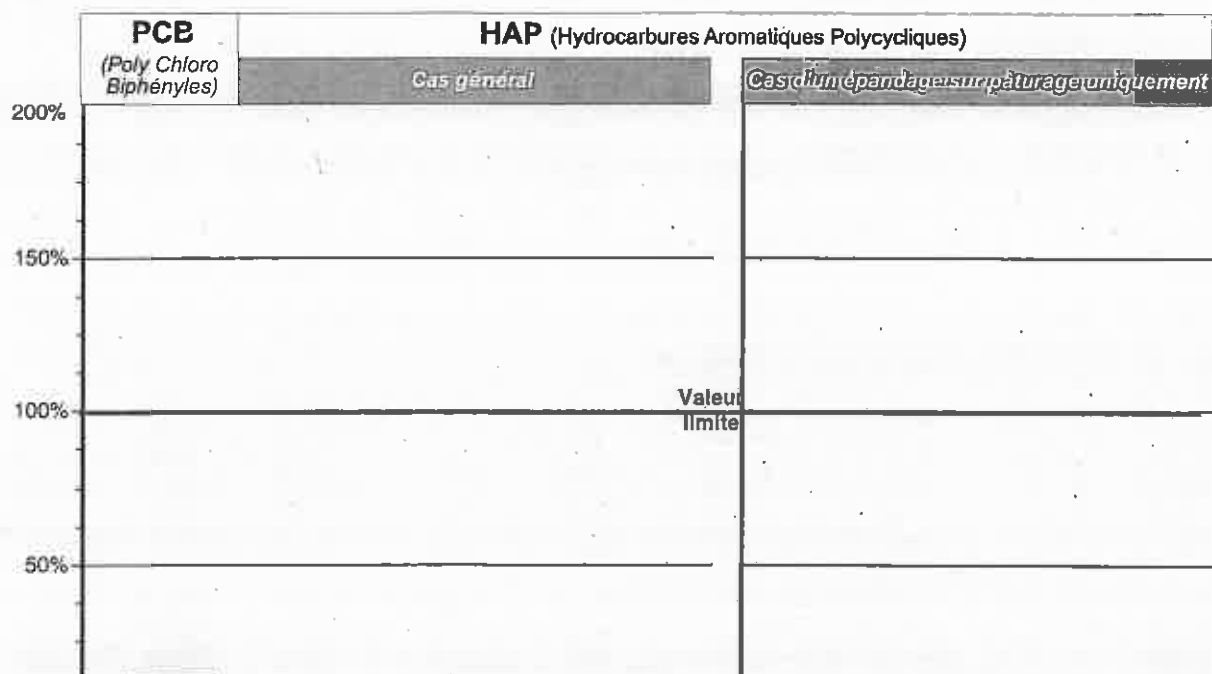 PCB
(Poly Chloro
Biphényles)
HAP (Hydrocarbures Aromatiques Polycycliques)
Cas général
Cas d'un épandage sur pâturage uniquement
200%
150%
100%
Valeur
limite
50%